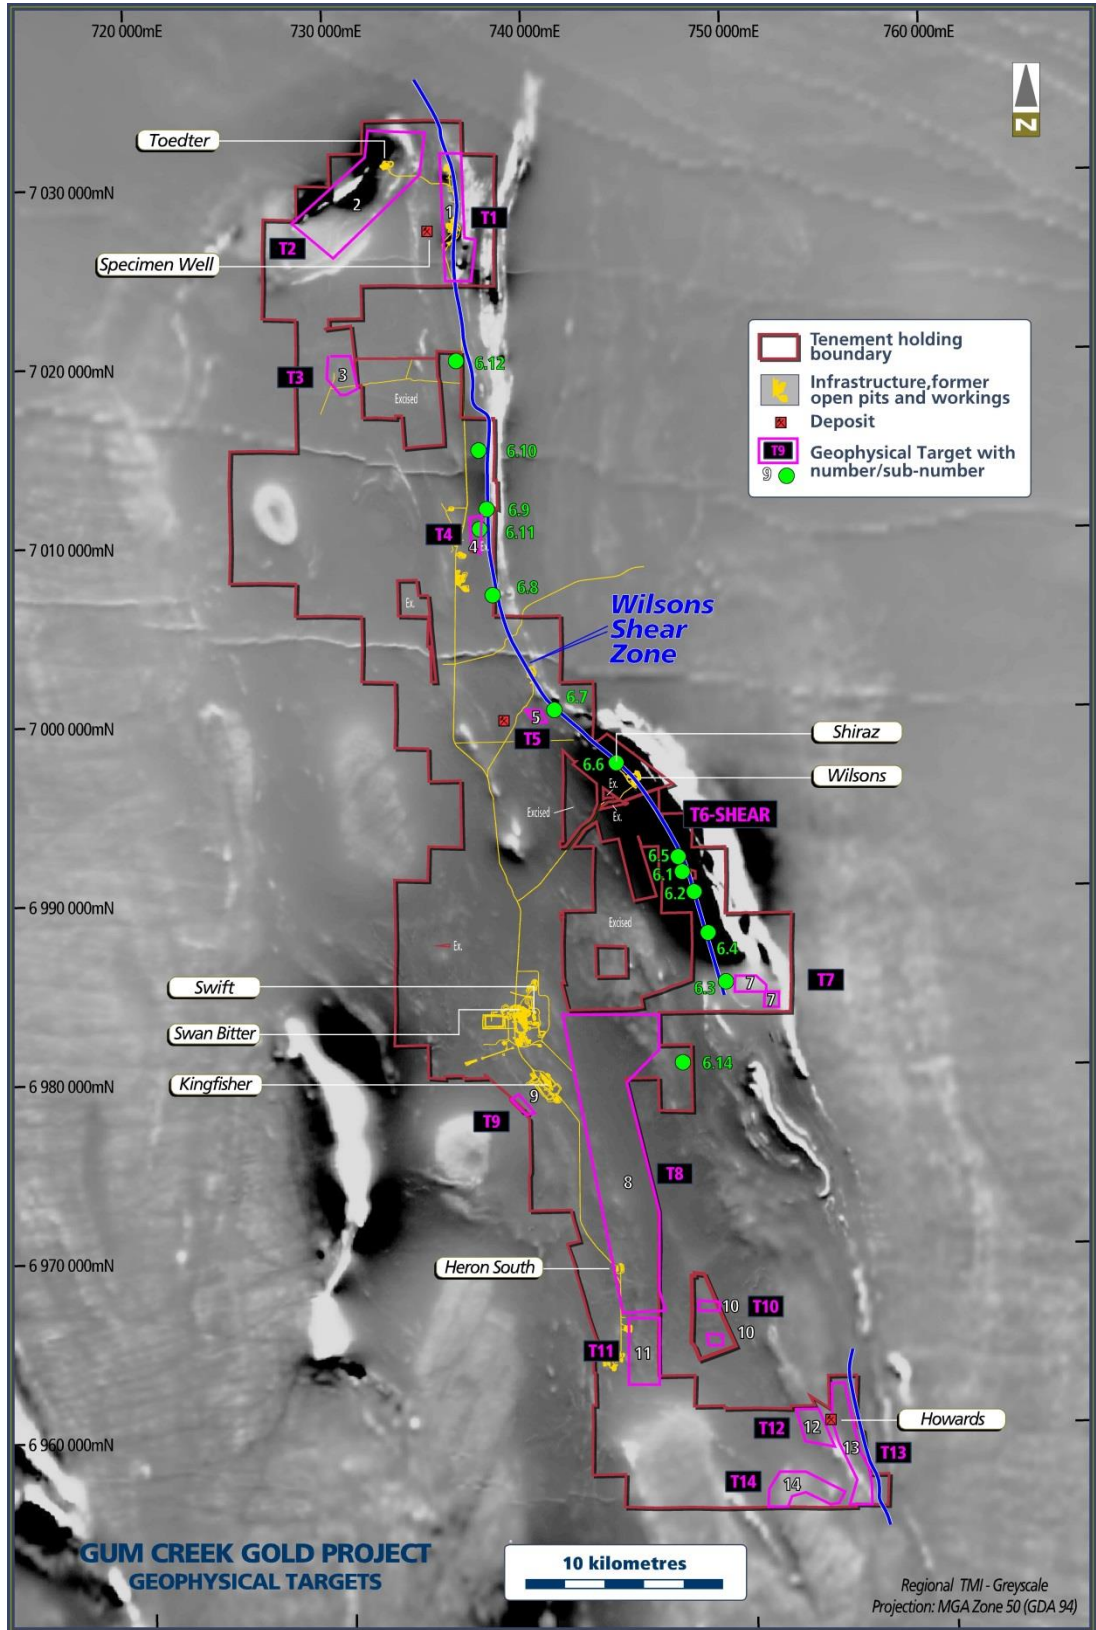 720 000mE 730 000mE 740 000mE 750 000mE 760 000mE
N
Toedter
7 030 000mN
2
1
T1
T2
Specimen Well
Tenement holding
boundary
Infrastructure,former
open pits and workings
Deposit
T9
Geophysical Target with
9
number/sub-number
7 020 000mN
6.12
T3
3
Excised
6.10
6.9
T4
6.11
4
Ex.
7 010 000mN
Ex.
6.8
Wilsons
Shear
Zone
6.7
5
T5
7 000 000mN
Shiraz
6.6
Wilsons
Ex.
Excised
Ex.
T6-SHEAR
6.5
6.1
6.2
6 990 000mN
Excised
6.4
Ex.
6.3
7
T7
7
Swift
Swan Bitter
6.14
6 980 000mN
Kingfisher
9
T9
8
T8
6 970 000mN
Heron South
10
T10
10
T11
11
Howards
T12
12
13
T13
6 960 000mN
T14
14
GUM CREEK GOLD PROJECT
GEOPHYSICAL TARGETS
10 kilometres
Regional TMI - Greyscale
Projection: MGA Zone 50 (GDA 94)